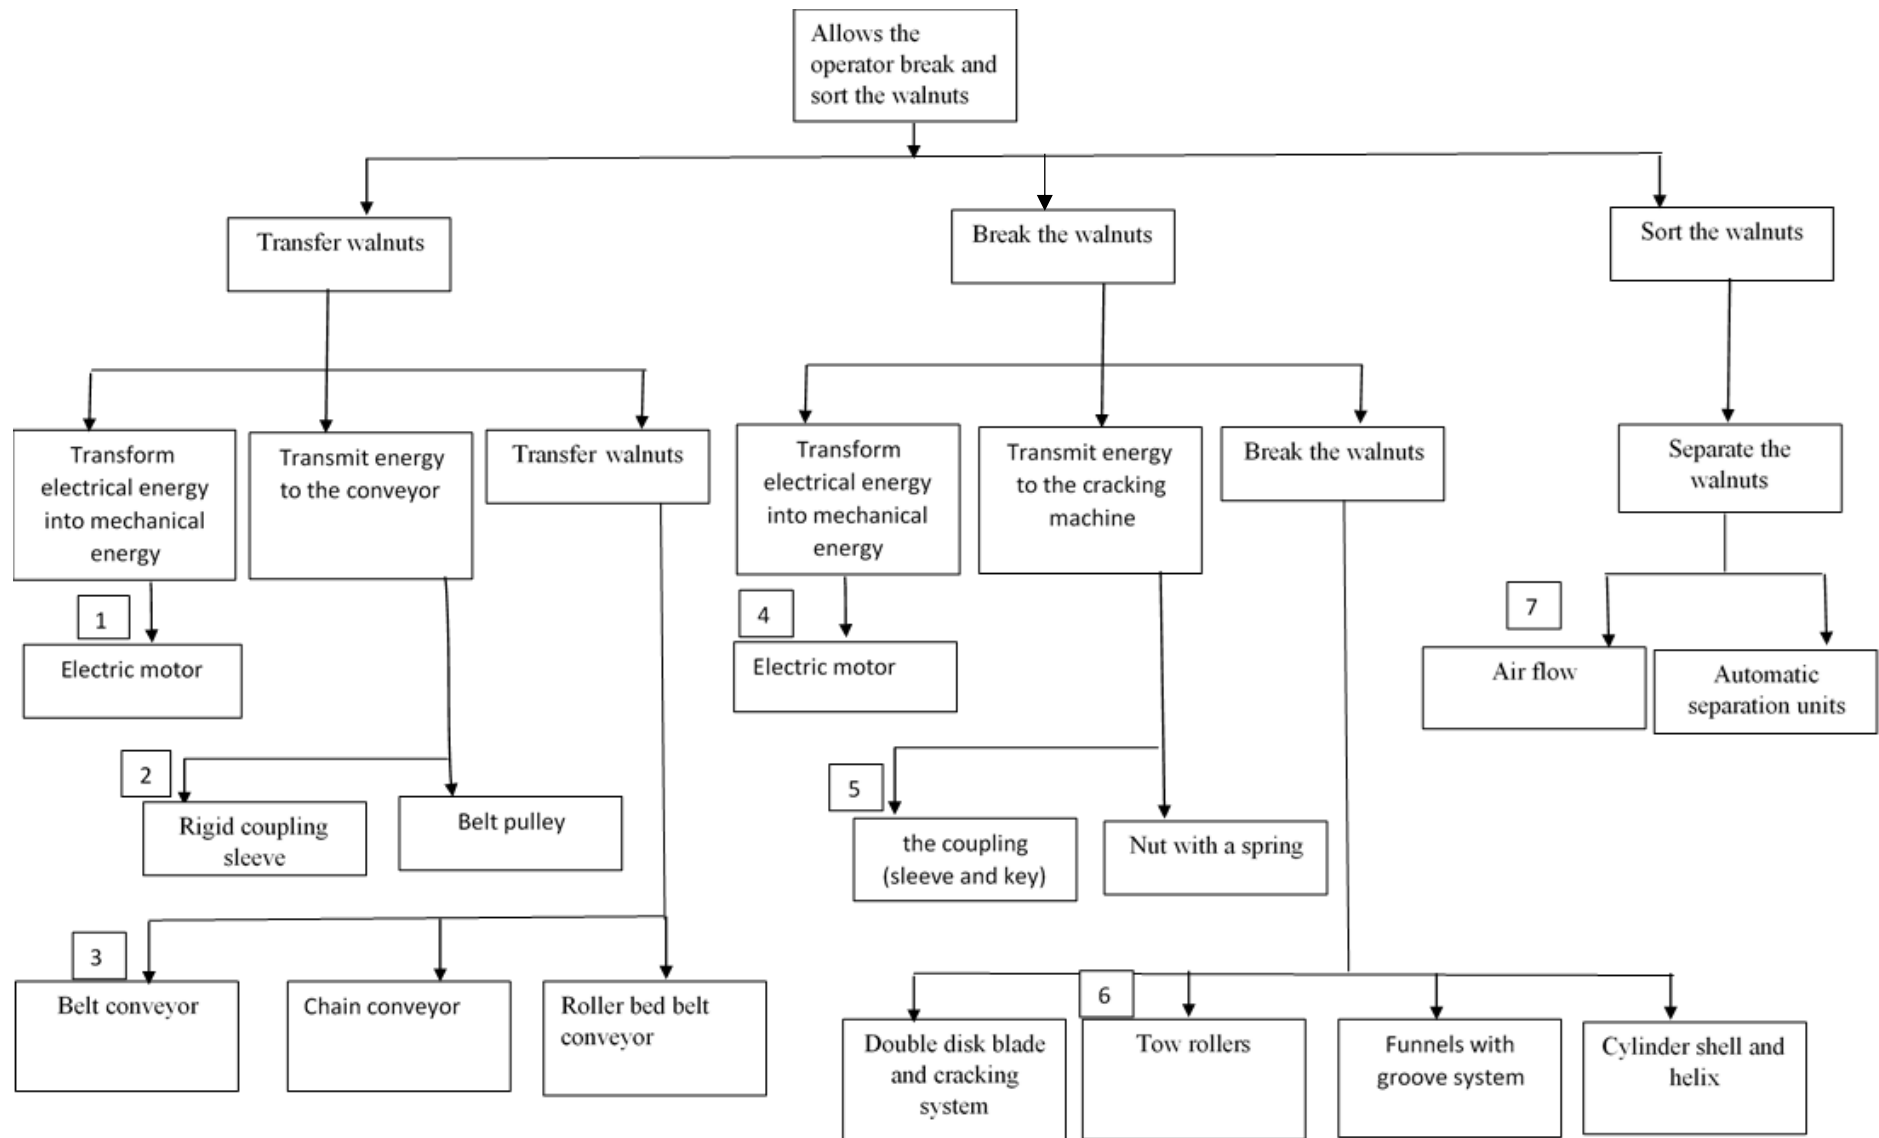 Allows the
operator break and
sort the walnuts
Transfer walnuts
Break the walnuts
Sort the walnuts
Transform
electrical energy
into mechanical
energy
Transmit energy
to the conveyor
Transfer walnuts
Transform
electrical energy
into mechanical
energy
Transmit energy
to the cracking
machine
Break the walnuts
Separate the
walnuts
1
Electric motor
4
Electric motor
7
Air flow
Automatic
separation units
2
Rigid coupling
sleeve
Belt pulley
5
the coupling
(sleeve and key)
Nut with a spring
3
Belt conveyor
Chain conveyor
Roller bed belt
conveyor
6
Double disk blade
and cracking
system
Tow rollers
Funnels with
groove system
Cylinder shell and
helix